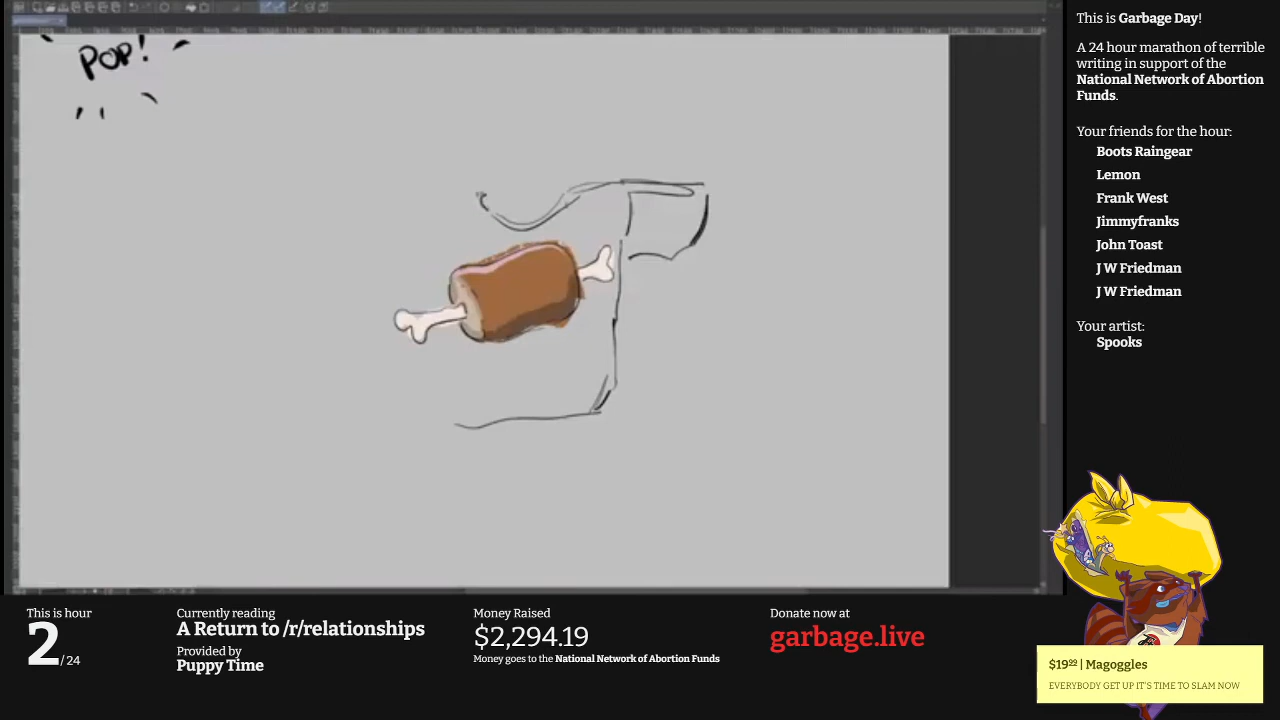 POP!
This is Garbage Day!
A 24 hour marathon of terrible
writing in support of the
National Network of Abortion
Funds.
Your friends for the hour:
Boots Raingear
Lemon
Frank West
Jimmyfranks
John Toast
J W Friedman
J W Friedman
Your artist:
Spooks
This is hour
2/24
Currently reading
A Return to /r/relationships
Provided by
Puppy Time
Money Raised
$2,294.19
Money goes to the National Network of Abortion Funds
Donate now at
garbage.live
$19.99 | Magoggles
EVERYBODY GET UP IT'S TIME TO SLAM NOW